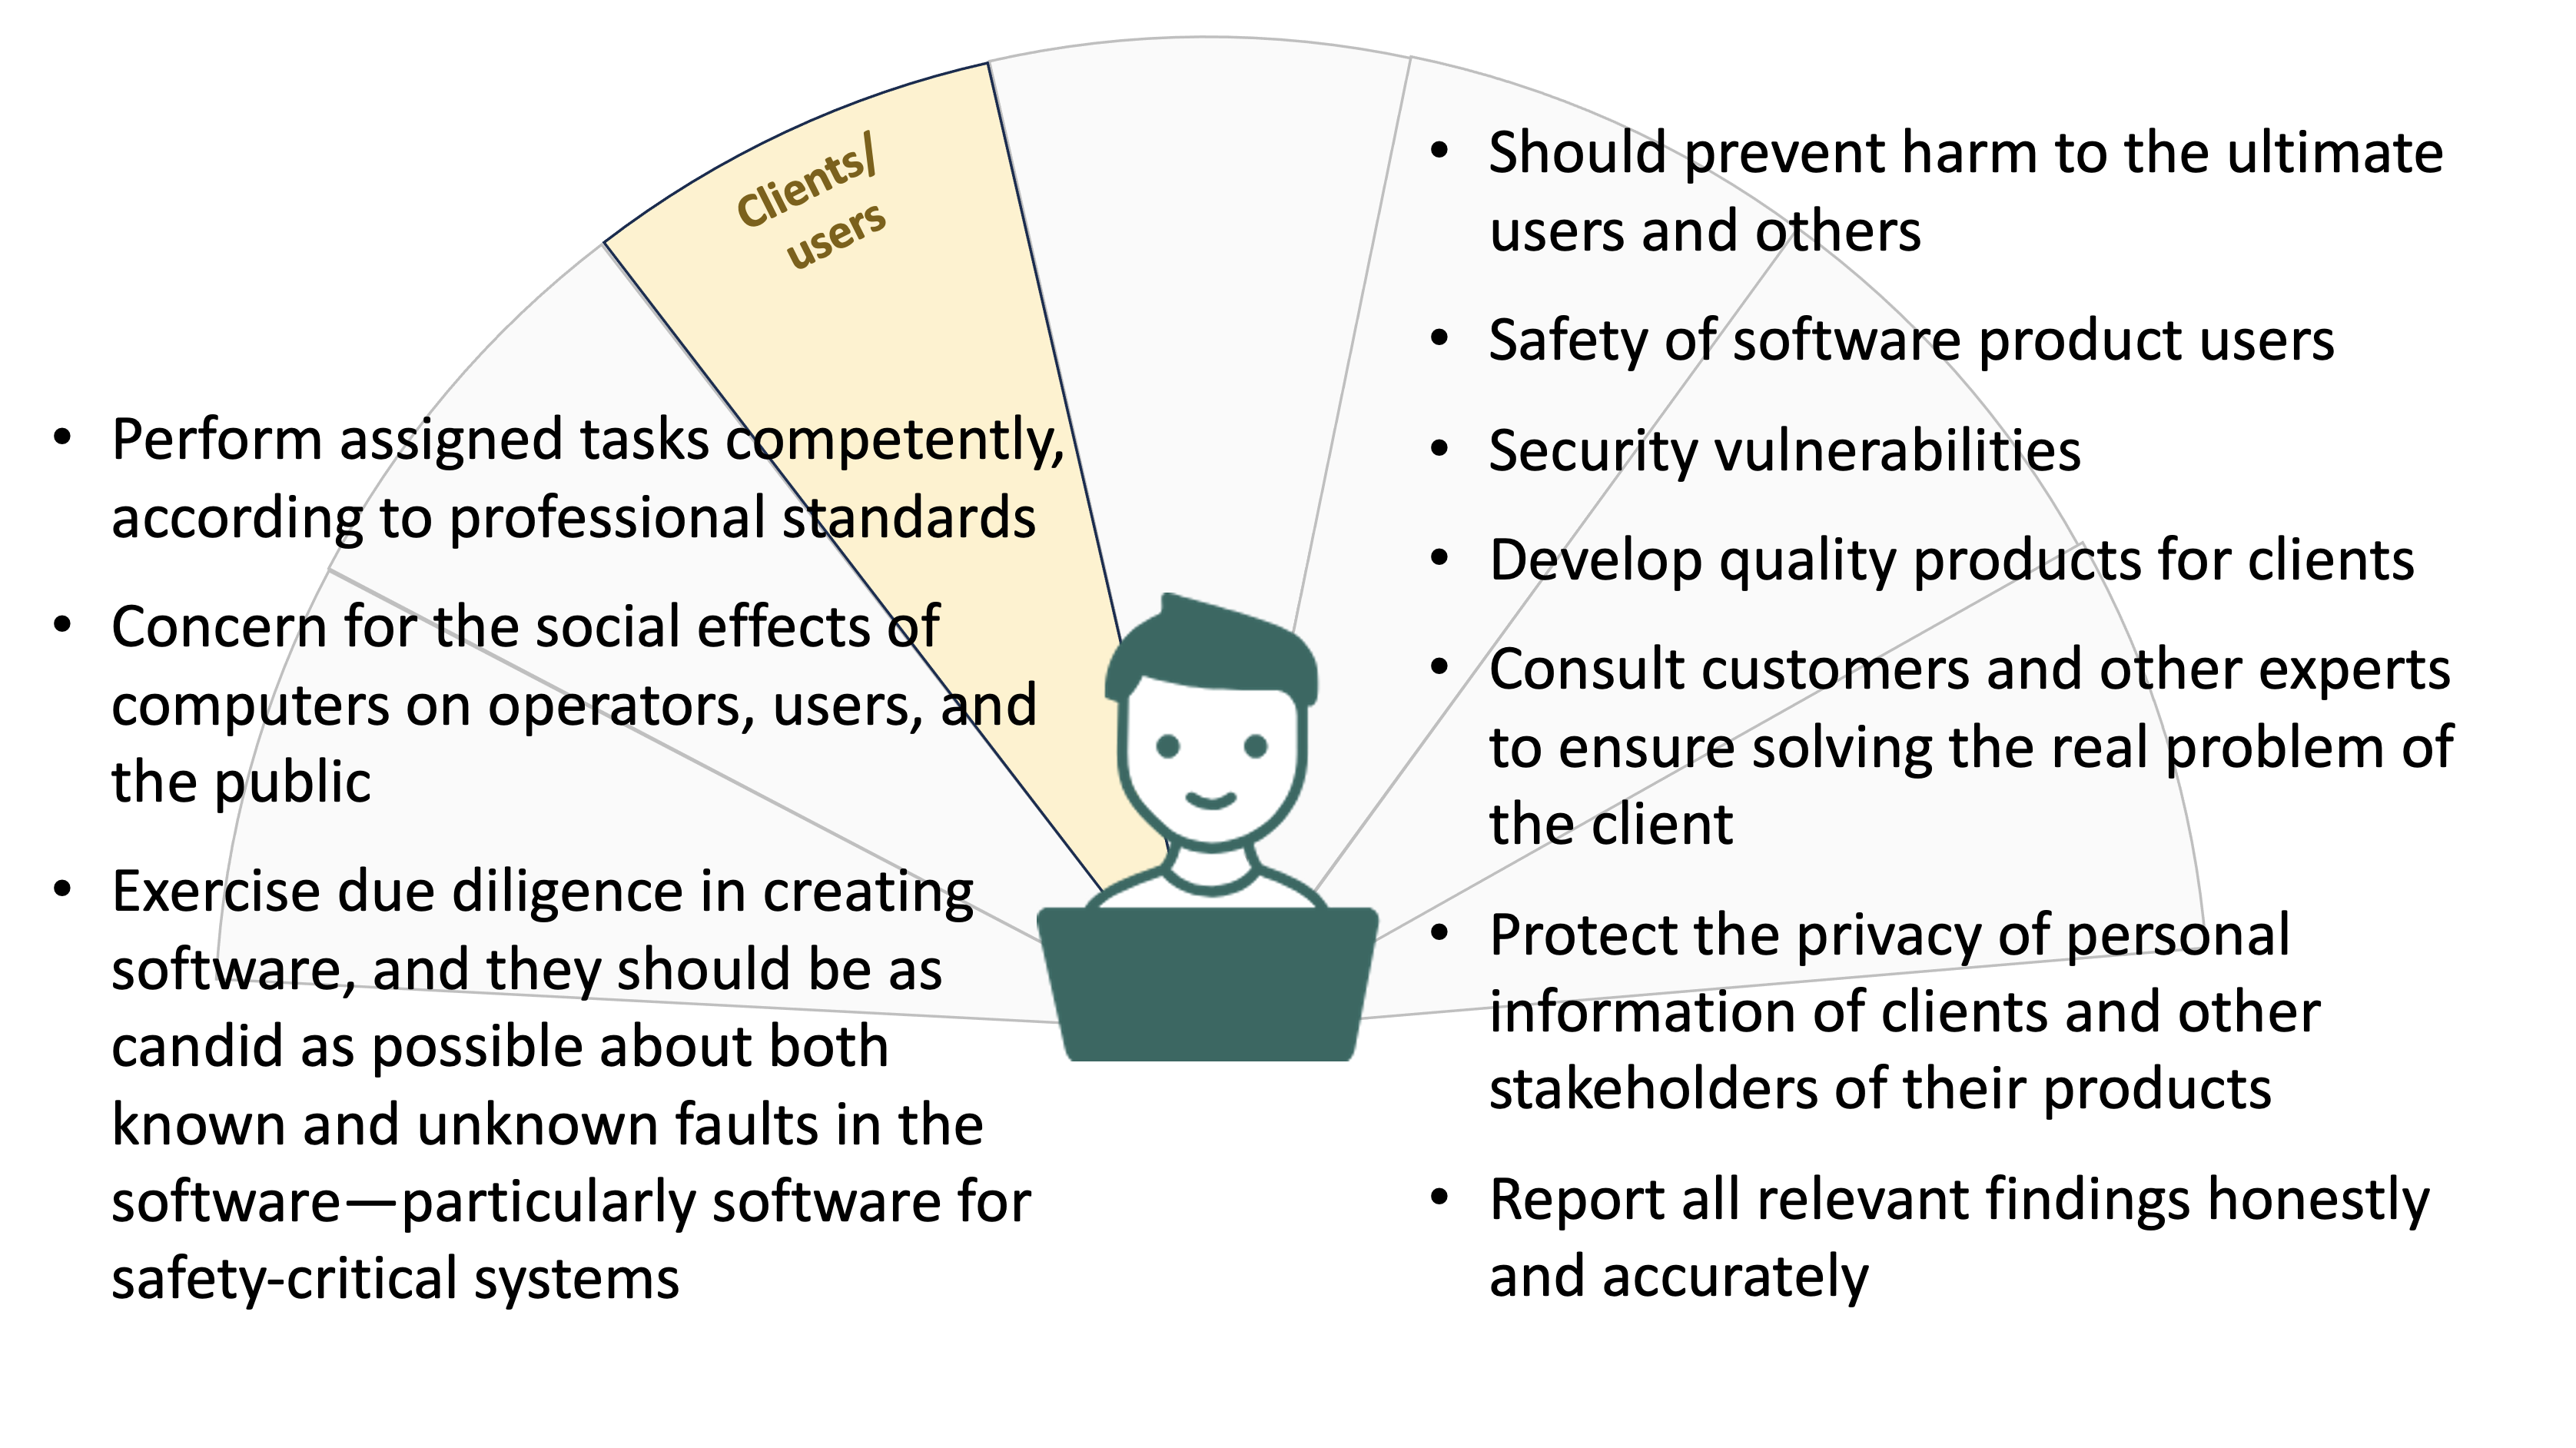 Clients/
users
• Perform assigned tasks competently,
according to professional standards
• Concern for the social effects of
computers on operators, users, and
the public
• Exercise due diligence in creating
software, and they should be as
candid as possible about both
known and unknown faults in the
software—particularly software for
safety-critical systems
• Should prevent harm to the ultimate
users and others
• Safety of software product users
• Security vulnerabilities
• Develop quality products for clients
• Consult customers and other experts
to ensure solving the real problem of
the client
• Protect the privacy of personal
information of clients and other
stakeholders of their products
• Report all relevant findings honestly
and accurately